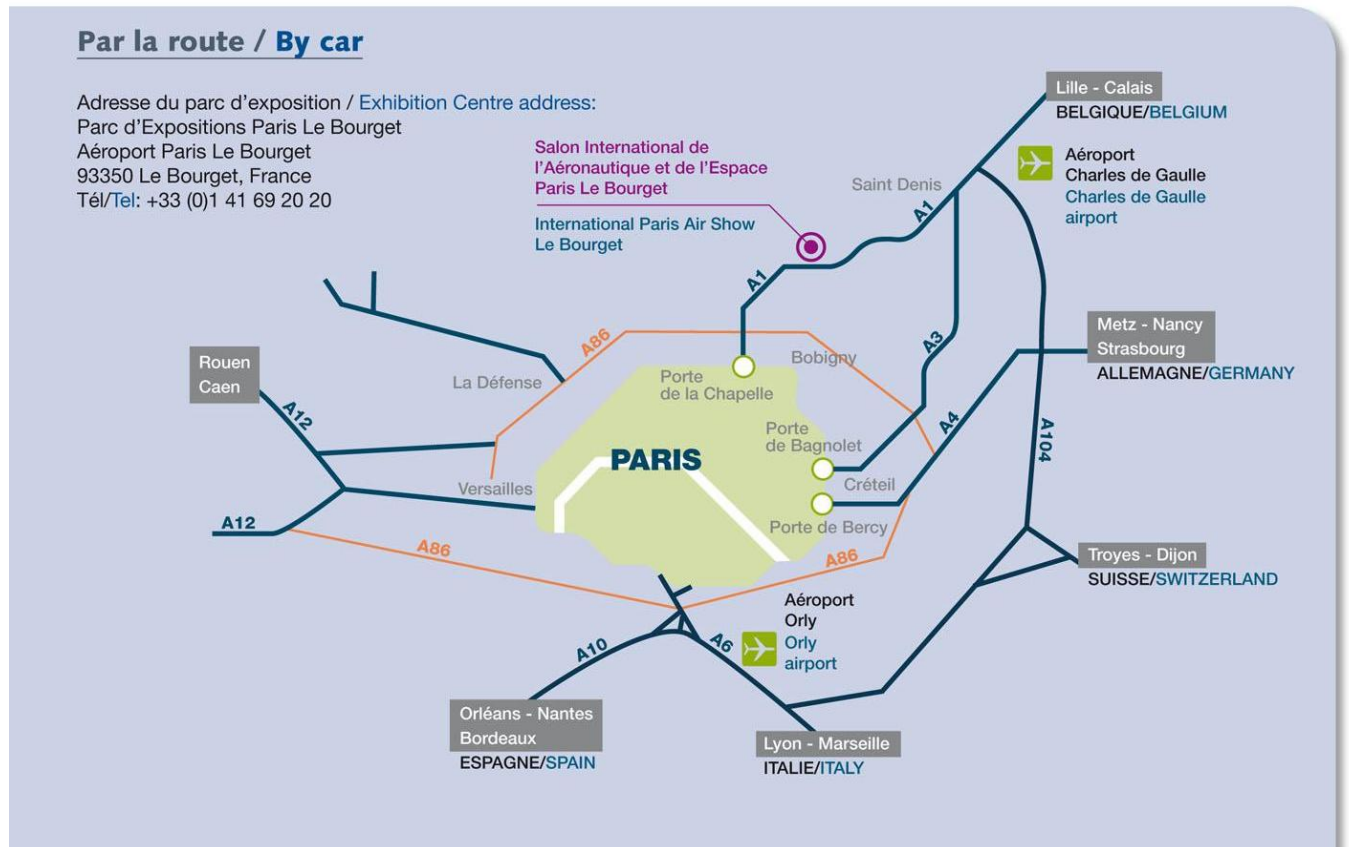 Par la route / By car
Adresse du parc d'exposition / Exhibition Centre address:
Parc d'Expositions Paris Le Bourget
Aéroport Paris Le Bourget
93350 Le Bourget, France
Tél/Tel: +33 (0)1 41 69 20 20
Salon International de
l'Aéronautique et de l'Espace
Paris Le Bourget
International Paris Air Show
Le Bourget
Lille - Calais
BELGIQUE/BELGIUM
Aéroport
Charles de Gaulle
Charles de Gaulle
airport
Saint Denis
A1
A1
A3
A86
Metz - Nancy
Strasbourg
ALLEMAGNE/GERMANY
Rouen
Caen
La Défense
Porte
de la Chapelle
Bobigny
A12
A4
A104
Porte
de Bagnolet
PARIS
Versailles
Créteil
Porte de Bercy
A12
A86
A86
Troyes - Dijon
SUISSE/SWITZERLAND
Aéroport
Orly
Orly
airport
A10
A6
Orléans - Nantes
Bordeaux
ESPAGNE/SPAIN
Lyon - Marseille
ITALIE/ITALY